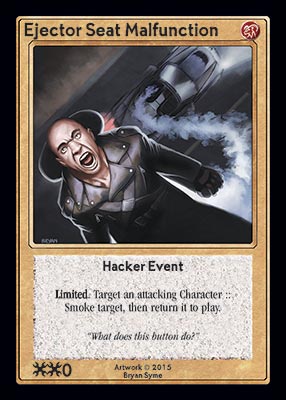 Ejector Seat Malfunction
BRYAN
Hacker Event
Limited: Target an attacking Character ::
Smoke target, then return it to play.
"What does this button do?"
Artwork © 2015
Bryan Syme
0